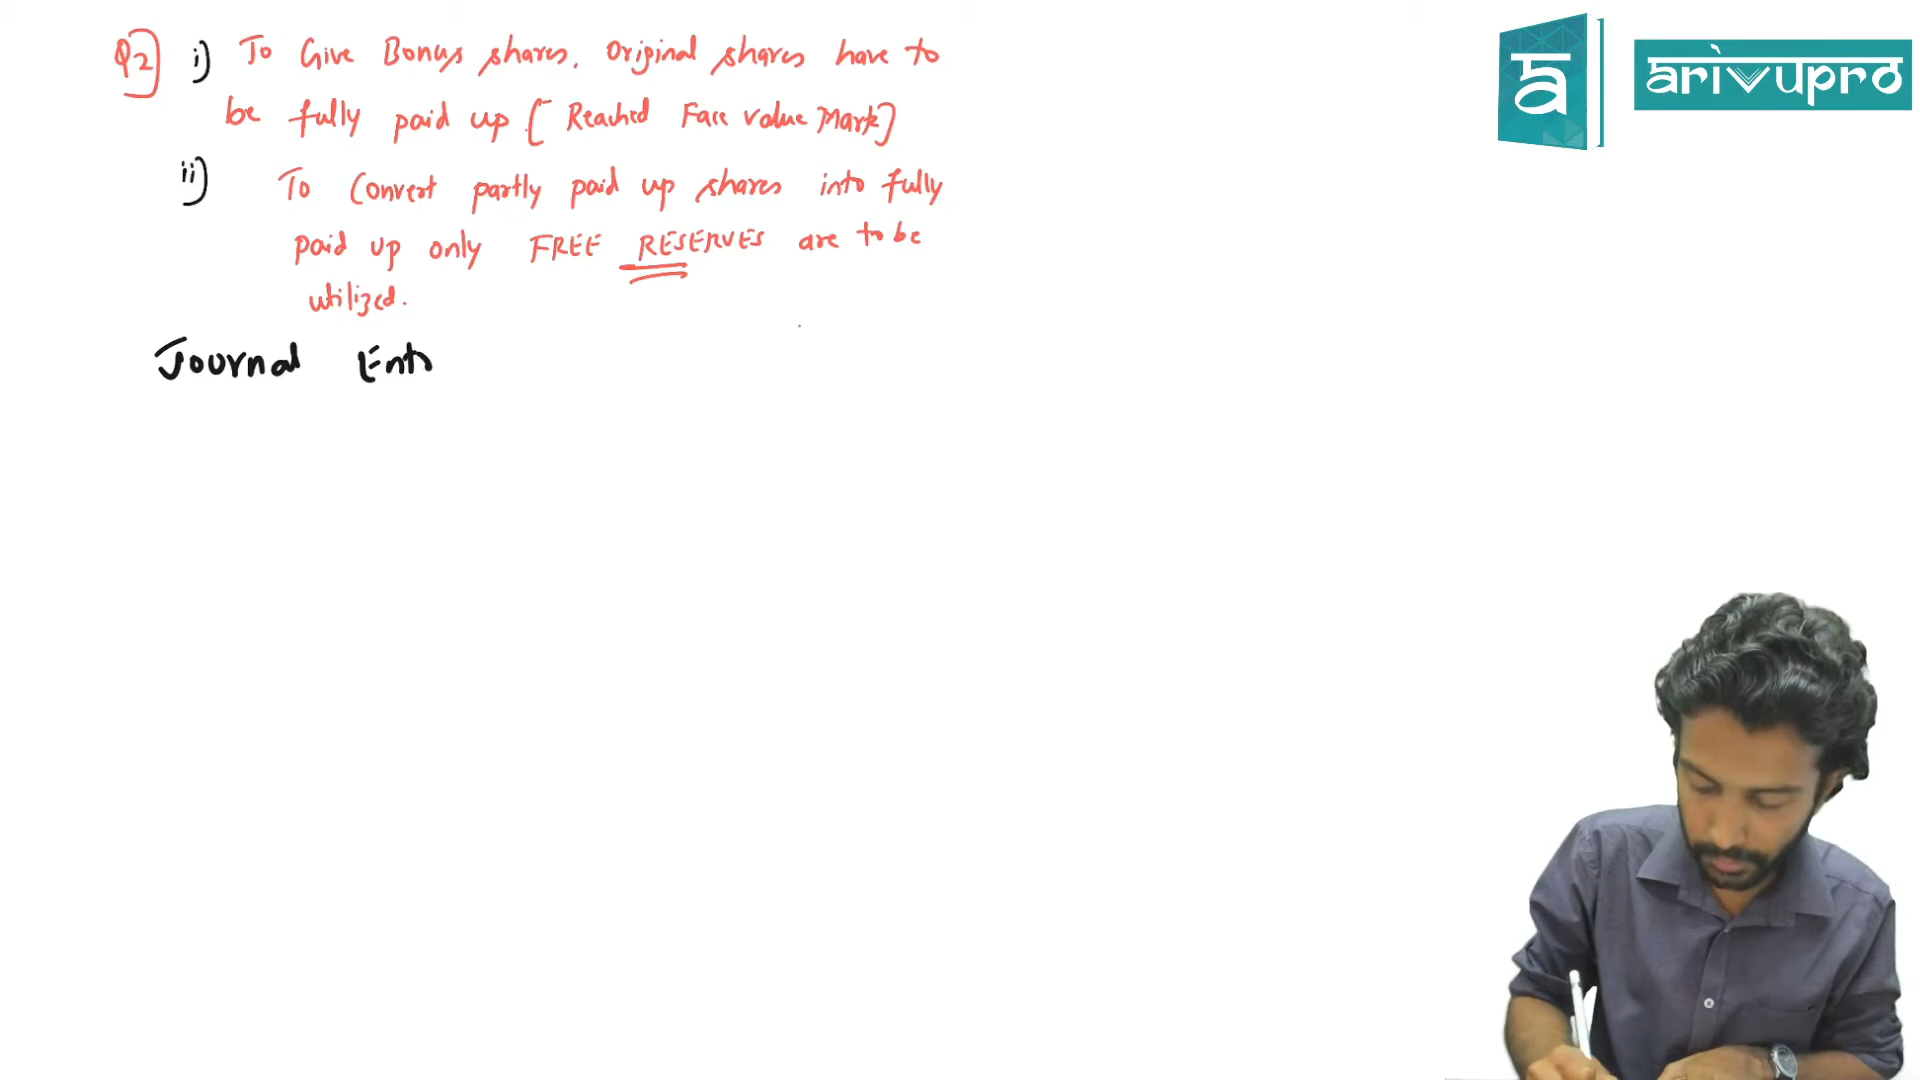 Q2] i) To Give Bonus shares. Original shares have to
be fully paid up. [Reached Face value Mark]
ii) To Convert partly paid up shares into fully
paid up only FREE RESERVES are to be
utilized.
Journal Entr
arivupro